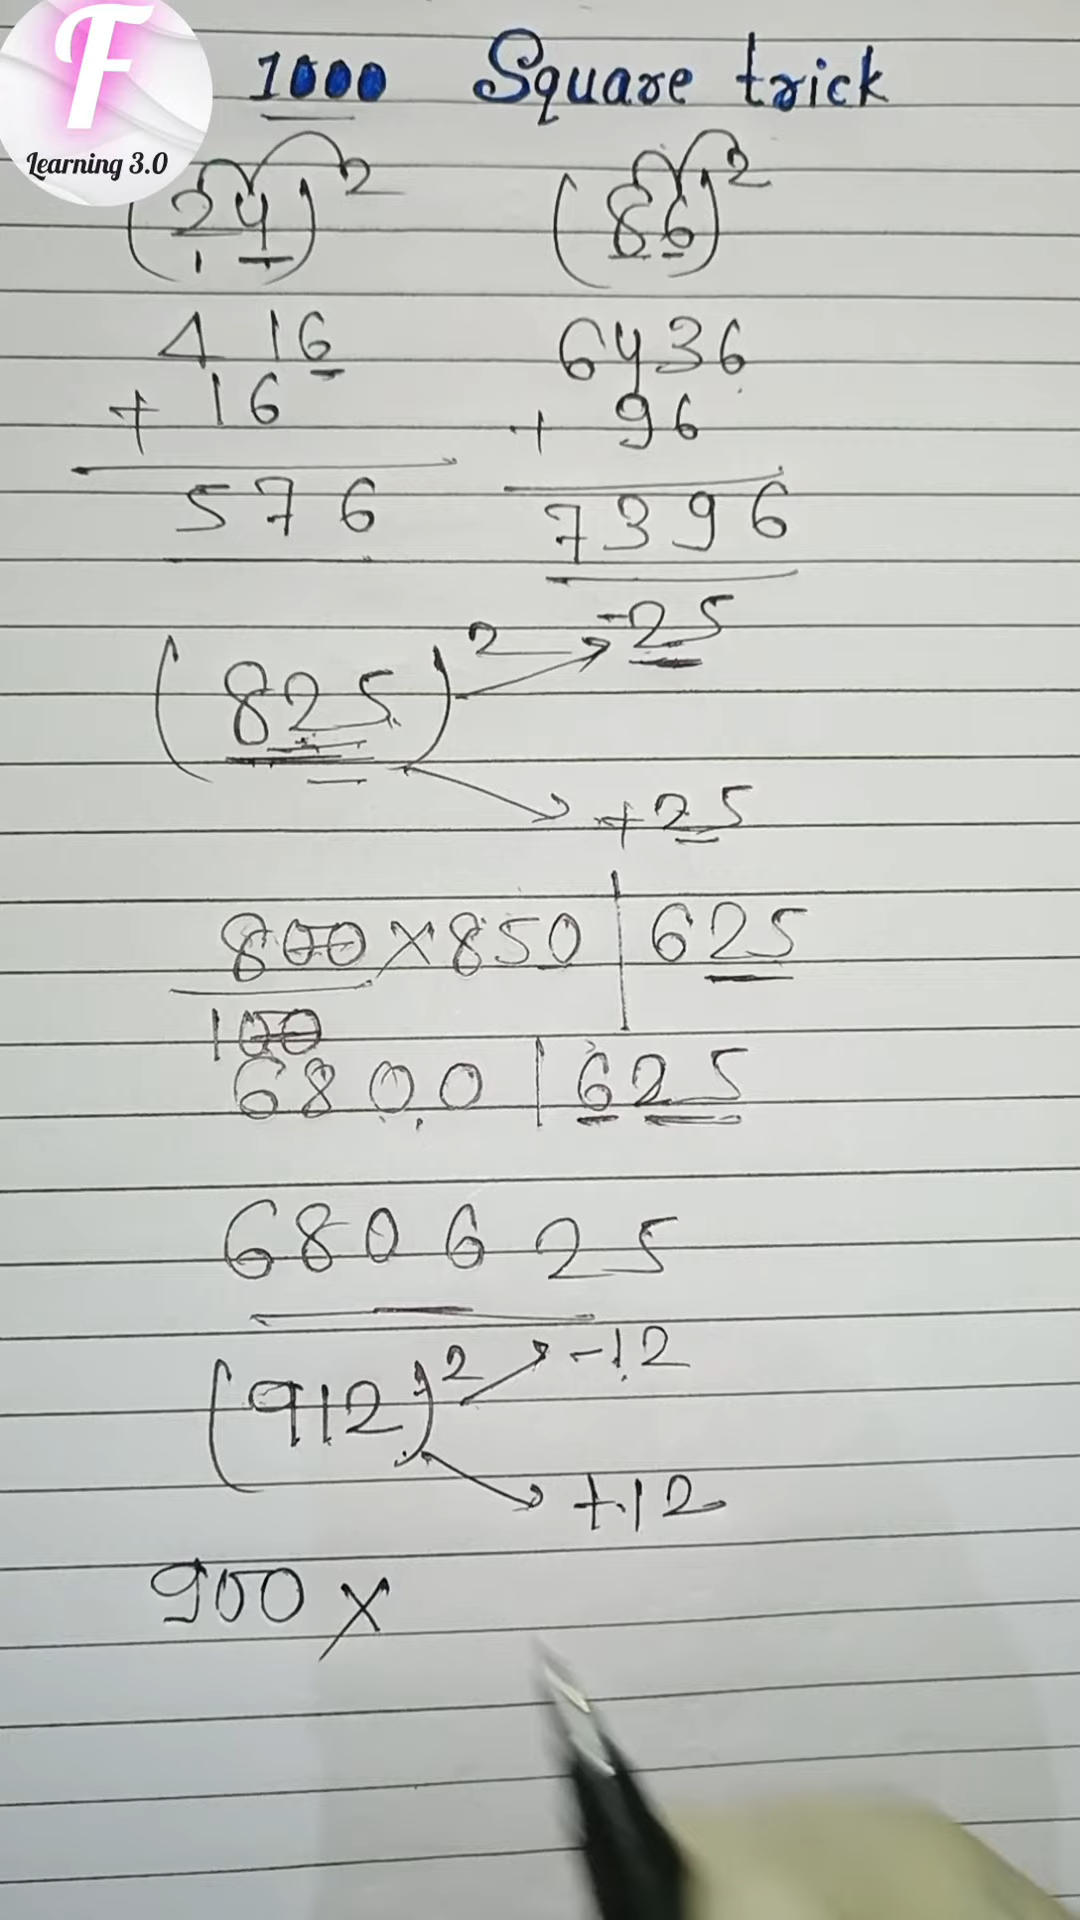 F
Learning 3.0
1000 Square trick
(24)² (86)²
4 16 6436
+ 16 + 96
576 7396
(825)² -25
+25
800 × 850 | 625
100
6800 | 625
680625
(912)² -12
+12
900 ×